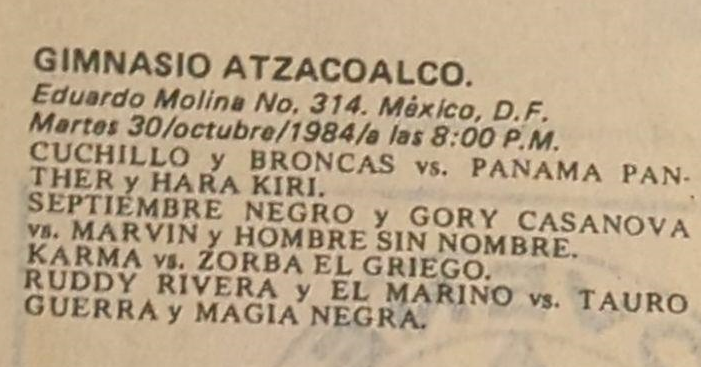 GIMNASIO ATZACOALCO.
Eduardo Molina No. 314. México, D.F.
Martes 30/octubre/1984/a las 8:00 P.M.
CUCHILLO y BRONCAS vs. PANAMA PAN-
THER y HARA KIRI.
SEPTIEMBRE NEGRO y GORY CASANOVA
vs. MARVIN y HOMBRE SIN NOMBRE.
KARMA vs. ZORBA EL GRIEGO.
RUDDY RIVERA y EL MARINO vs. TAURO
GUERRA y MAGIA NEGRA.